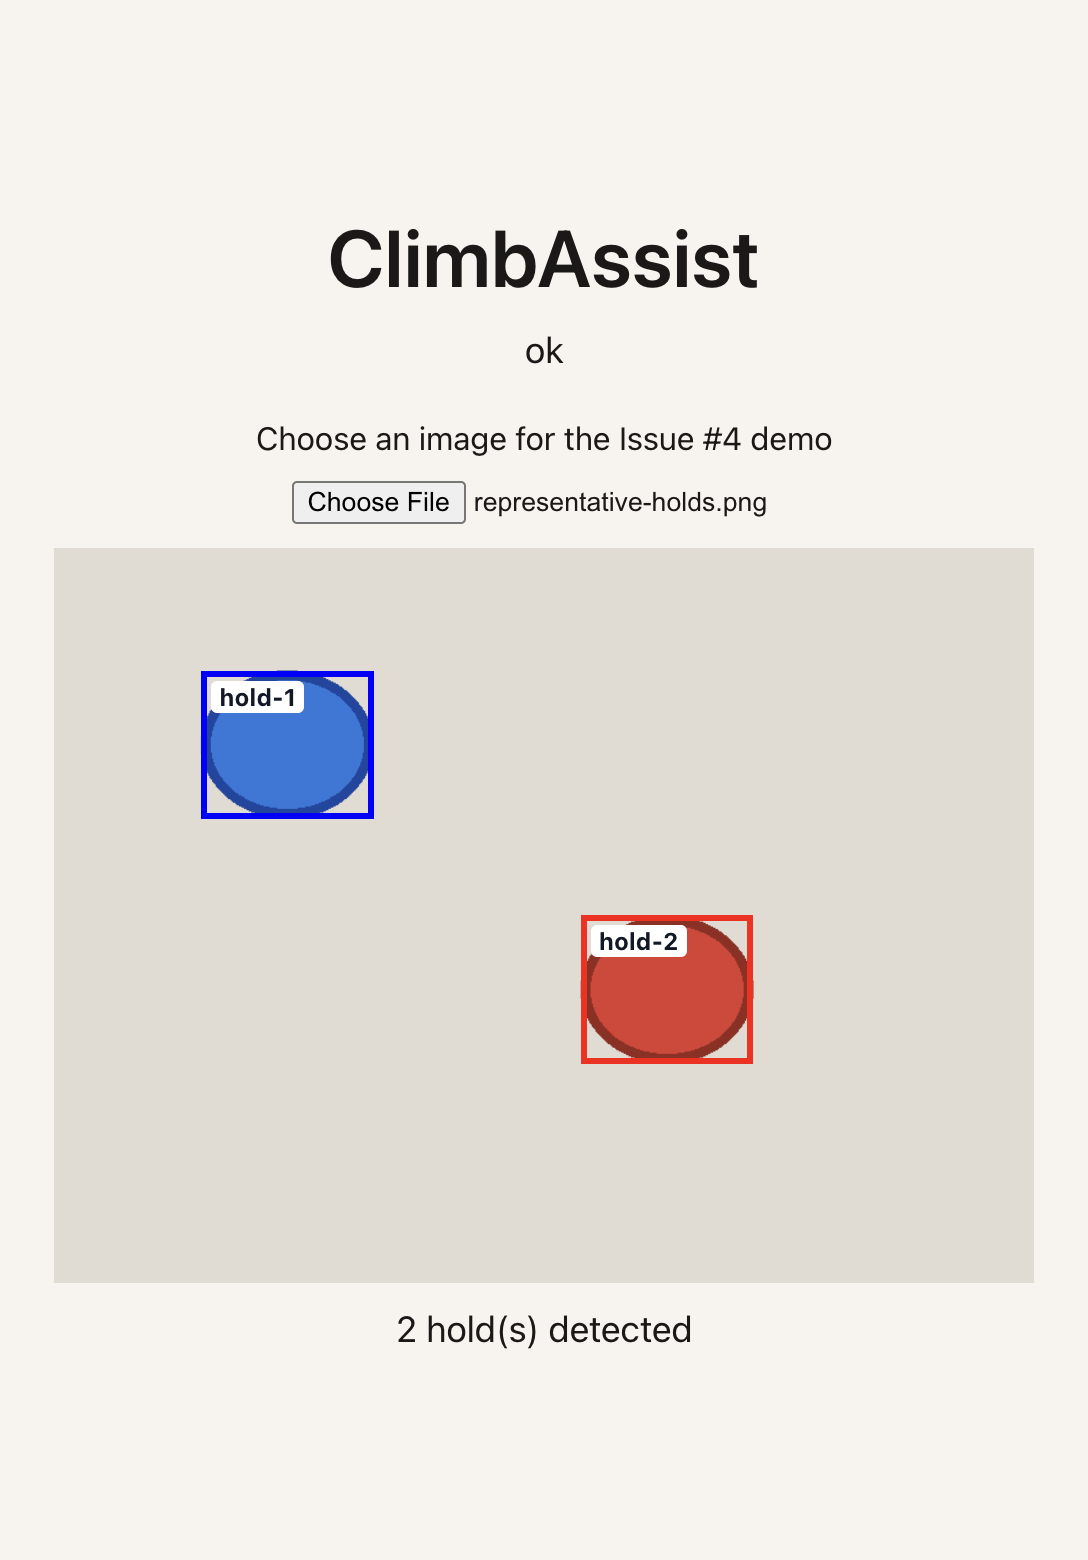 ClimbAssist
ok
Choose an image for the Issue #4 demo
Choose File representative-holds.png
hold-1
hold-2
2 hold(s) detected